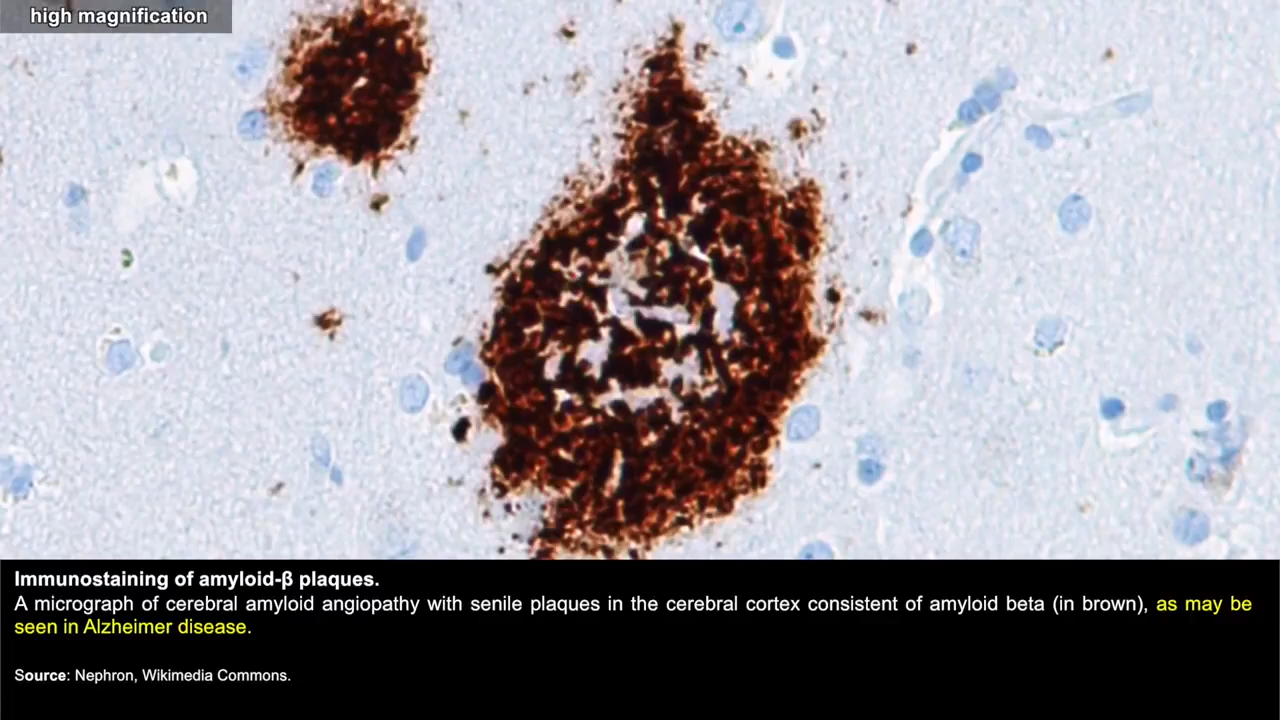 high magnification
Immunostaining of amyloid-β plaques.
A micrograph of cerebral amyloid angiopathy with senile plaques in the cerebral cortex consistent of amyloid beta (in brown), as may be
seen in Alzheimer disease.
Source: Nephron, Wikimedia Commons.